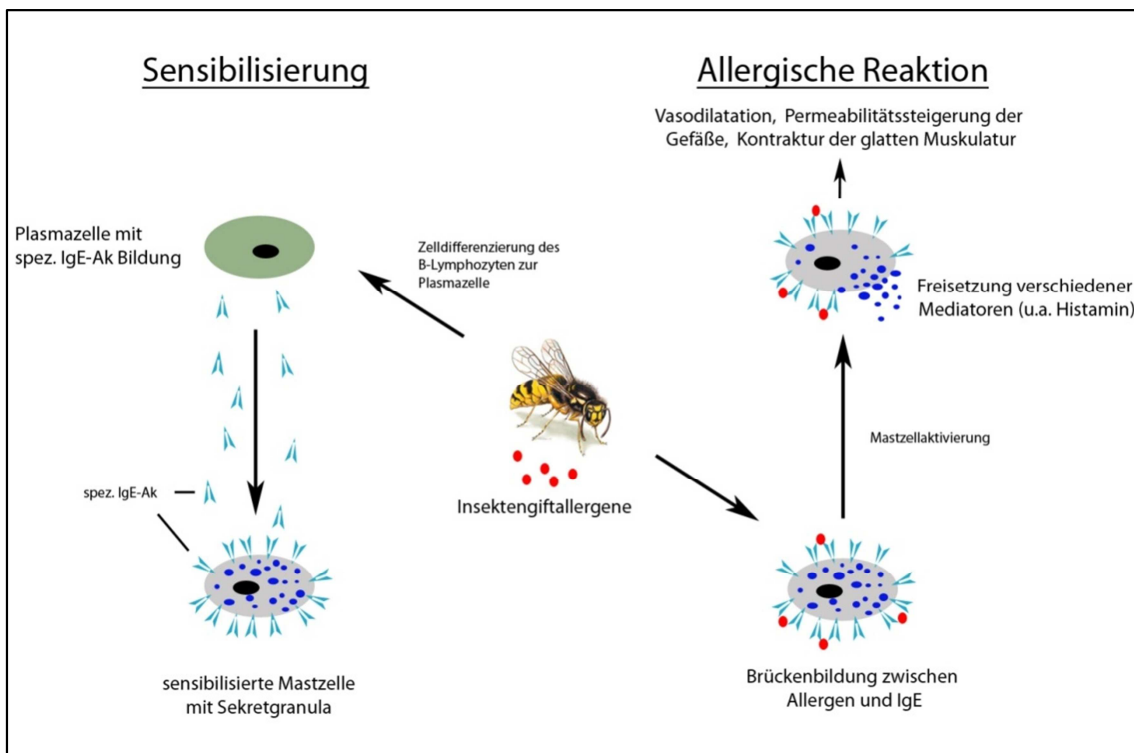 Sensibilisierung
Plasmazelle mit
spez. IgE-Ak Bildung
Zelldifferenzierung des
B-Lymphozyten zur
Plasmazelle
spez. IgE-Ak
sensibilisierte Mastzelle
mit Sekretgranula
Insektengiftallergene
Allergische Reaktion
Vasodilatation, Permeabilitätssteigerung der
Gefäße, Kontraktur der glatten Muskulatur
Freisetzung verschiedener
Mediatoren (u.a. Histamin)
Mastzellaktivierung
Brückenbildung zwischen
Allergen und IgE